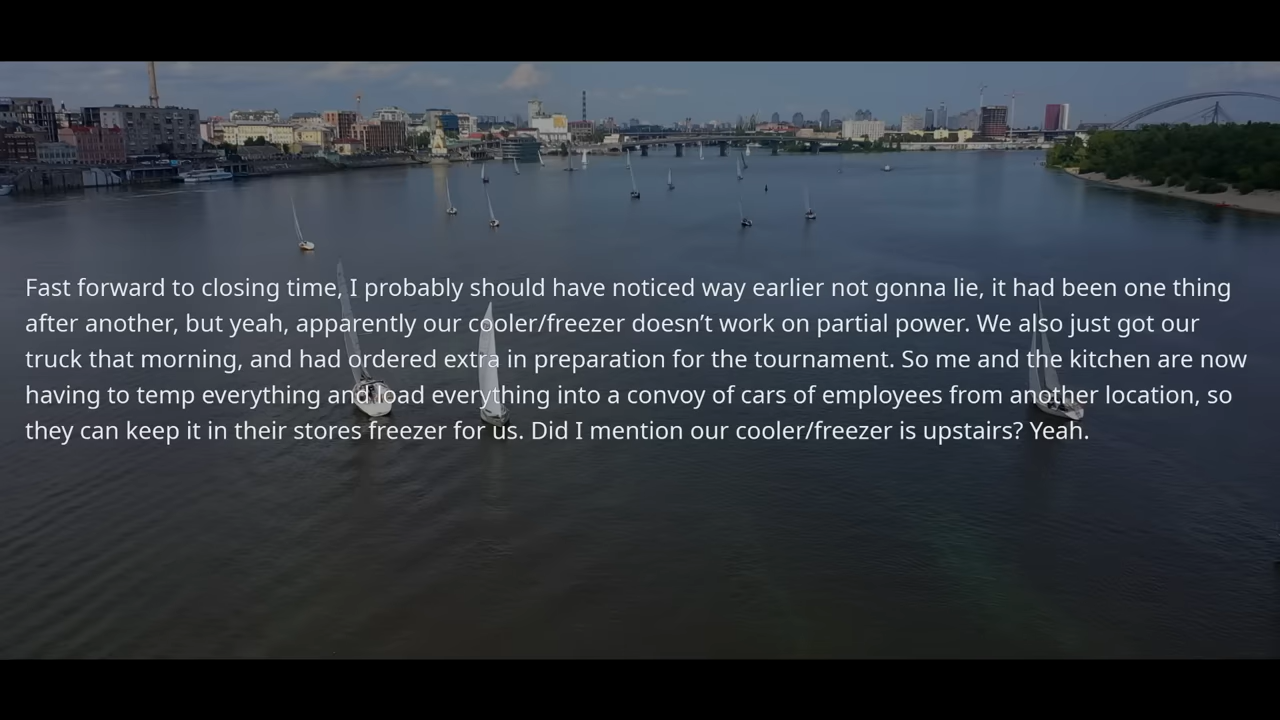 Fast forward to closing time, I probably should have noticed way earlier not gonna lie, it had been one thing
after another, but yeah, apparently our cooler/freezer doesn’t work on partial power. We also just got our
truck that morning, and had ordered extra in preparation for the tournament. So me and the kitchen are now
having to temp everything and load everything into a convoy of cars of employees from another location, so
they can keep it in their stores freezer for us. Did I mention our cooler/freezer is upstairs? Yeah.